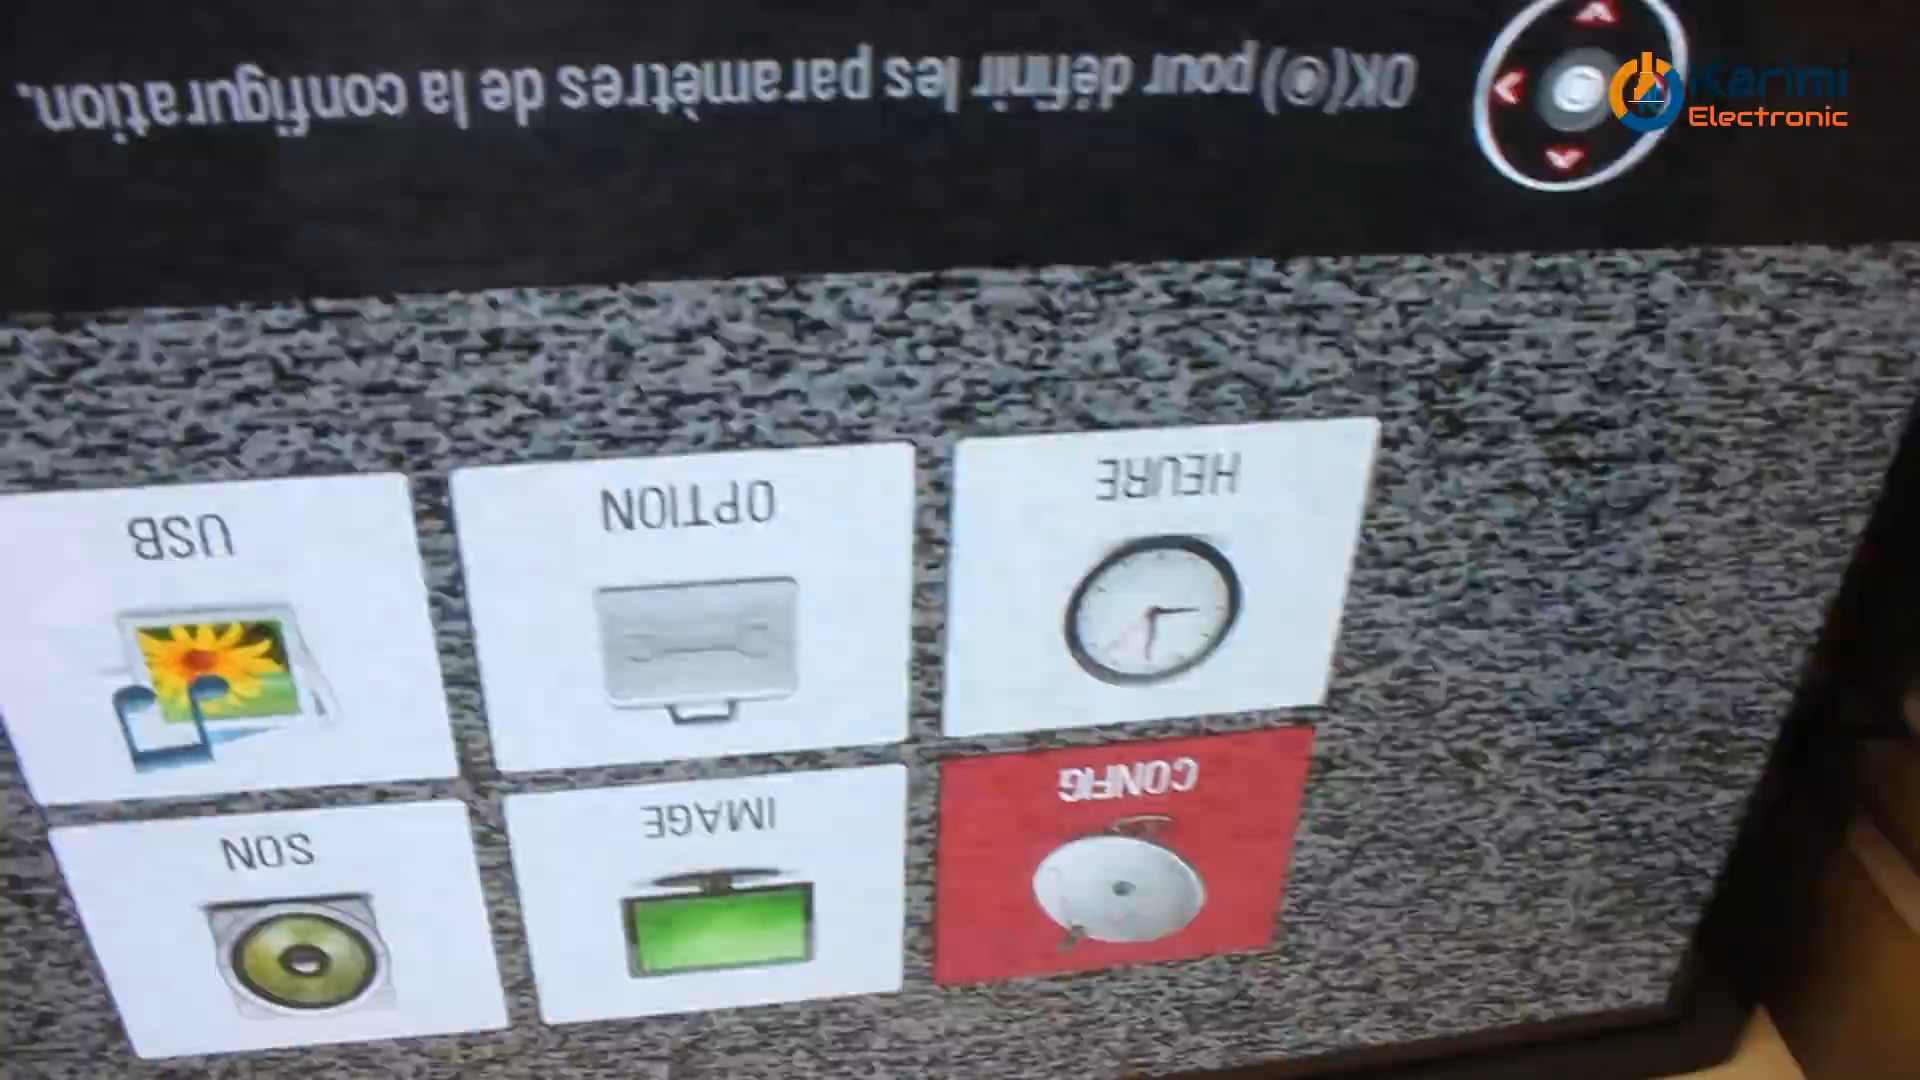 Karimi
Electronic
CONFIG
IMAGE
SON
HEURE
OPTION
USB
OK(⊙) pour définir les paramètres de la configuration.